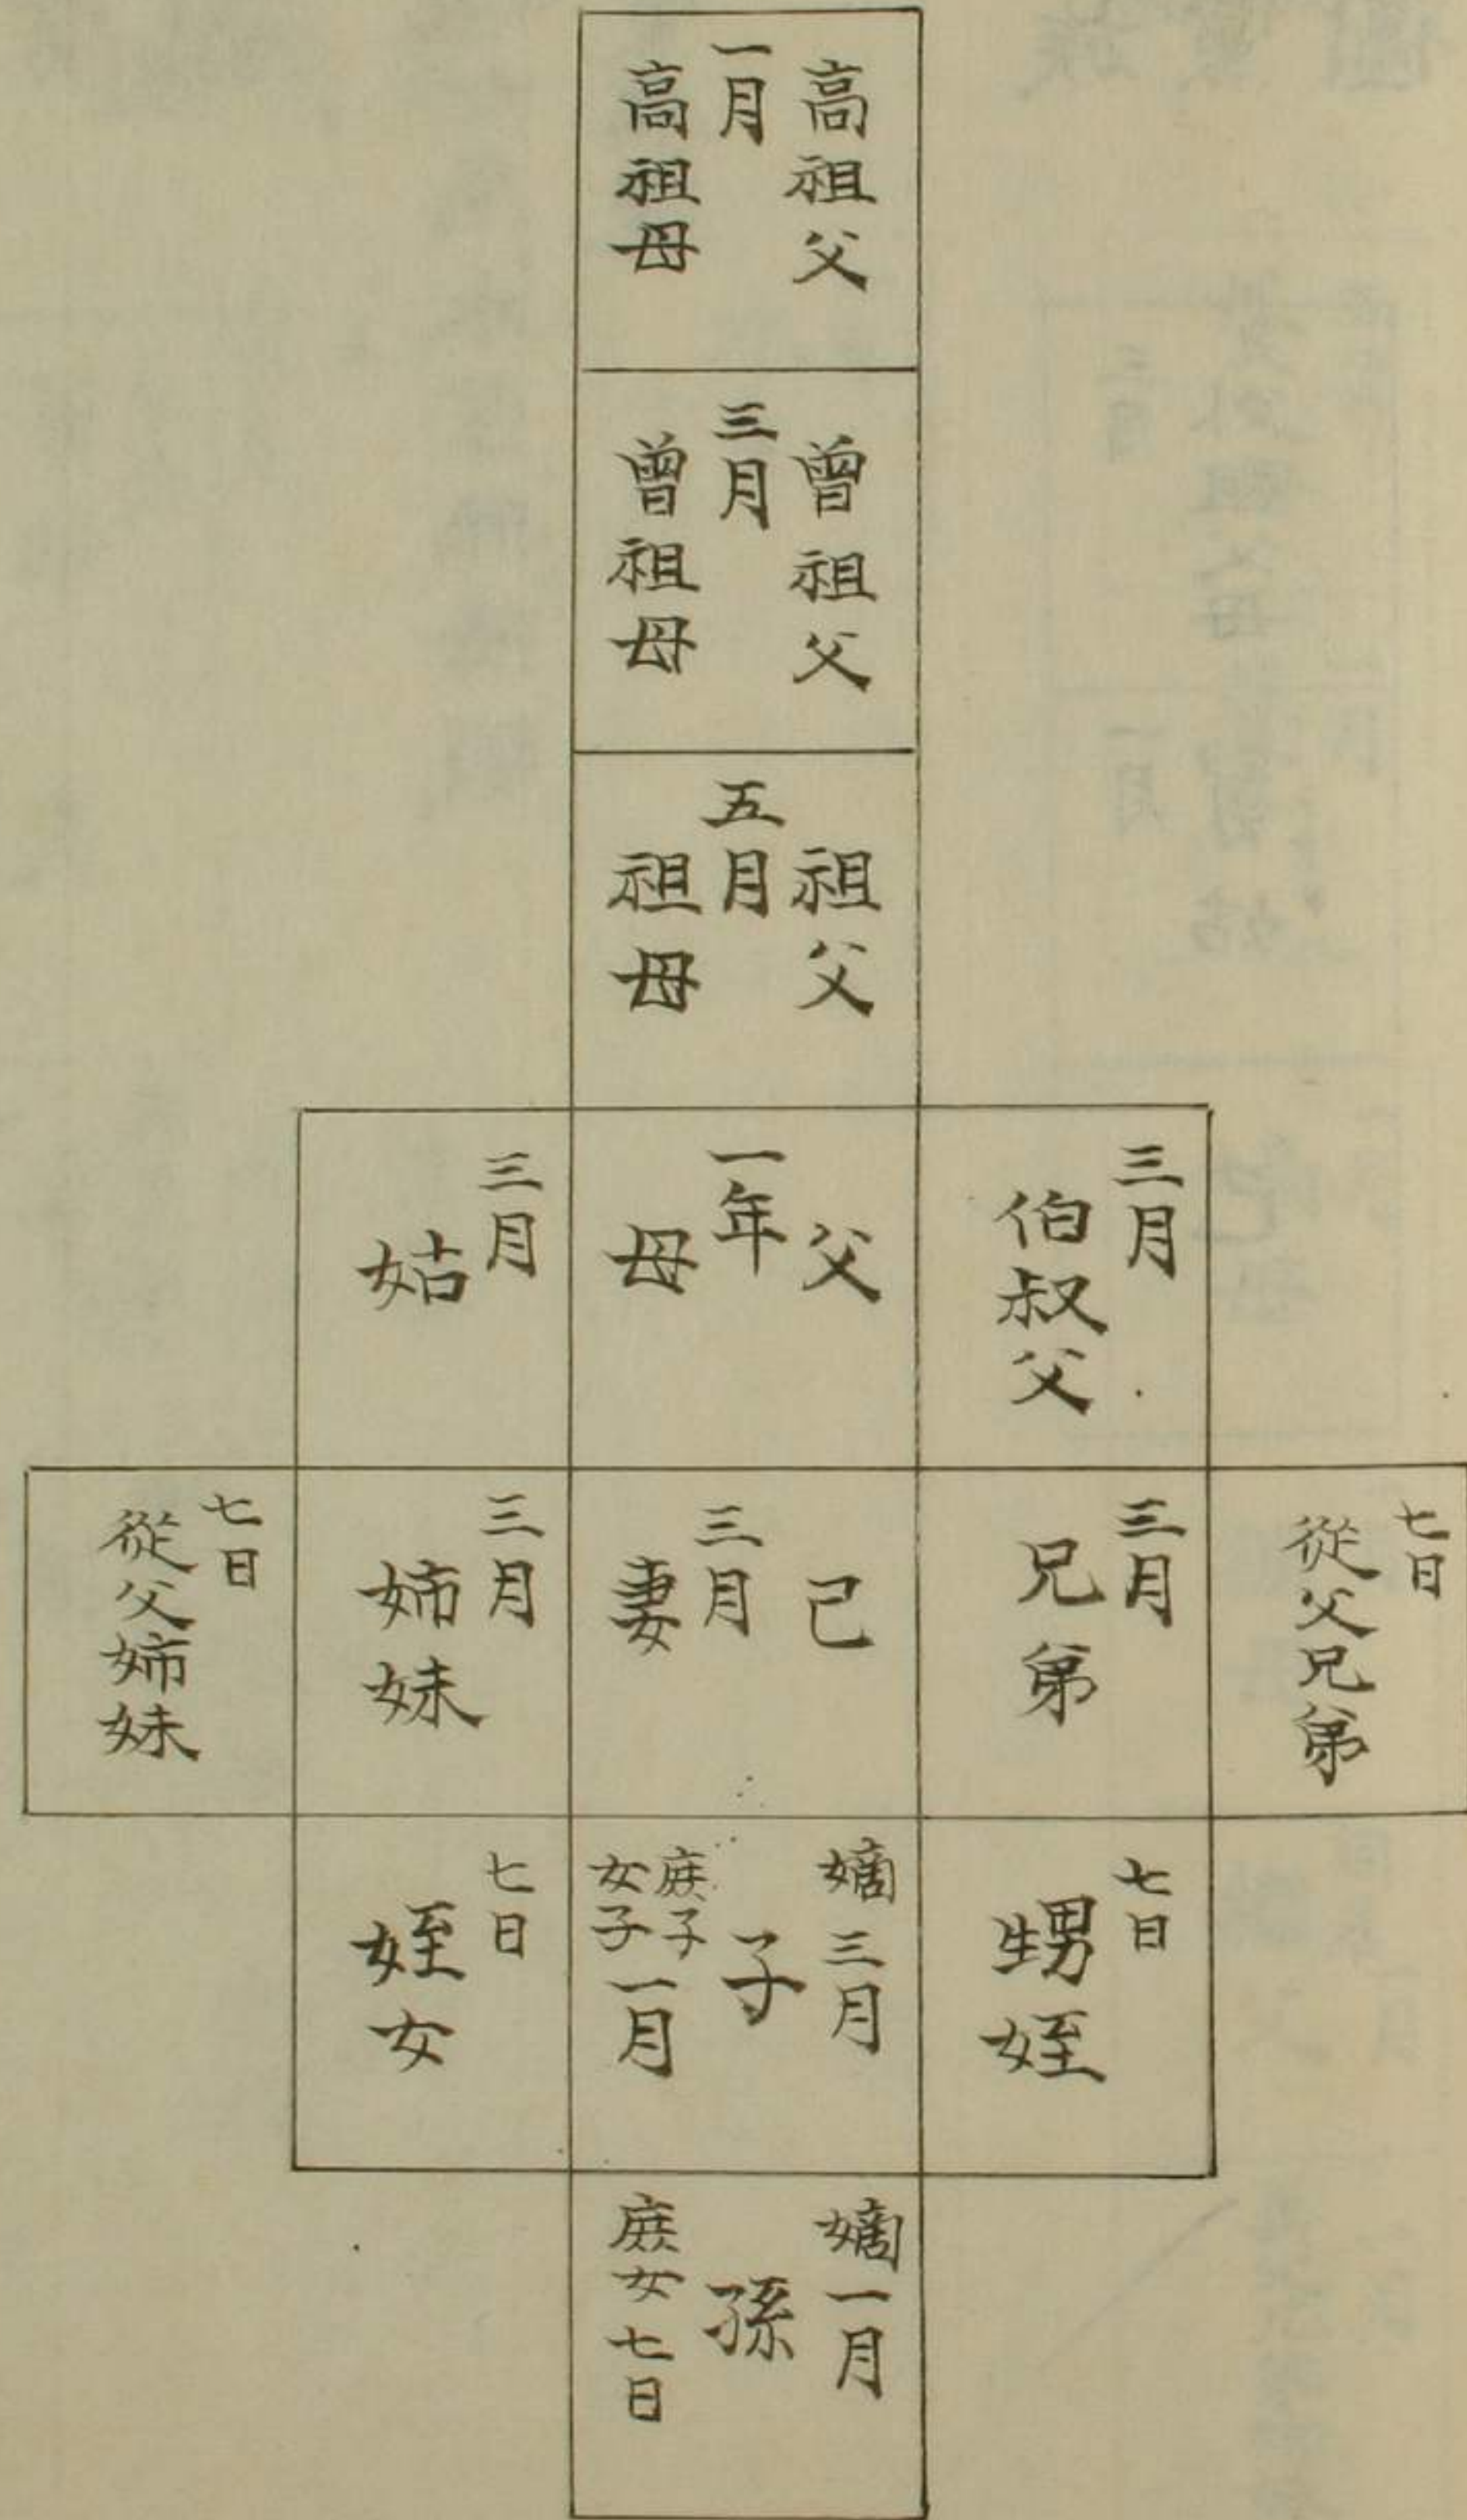 高祖父
一月
高祖母
曾祖父
三月
曾祖母
祖父
五月
祖母
三月
伯叔父
父
一年
母
三月
姑
七日
從父兄弟
三月
兄弟
己
三月
妻
三月
姉妹
七日
從父姉妹
七日
甥姪
嫡三月
子
庶子
女子
一月
七日
姪女
嫡一月
孫
庶女七日